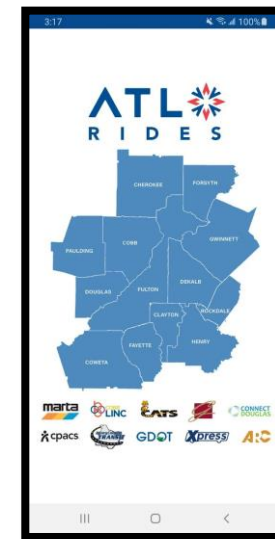 3:17 100%
ATL
RIDES
CHEROKEE
FORSYTH
PAULDING
COBB
GWINNETT
DOUGLAS
FULTON
DEKALB
CLAYTON
ROCKDALE
FAYETTE
HENRY
COWETA
marta LINC CATS CONNECT DOUGLAS
cpacs TRANSIT GDOT Xpress ARC